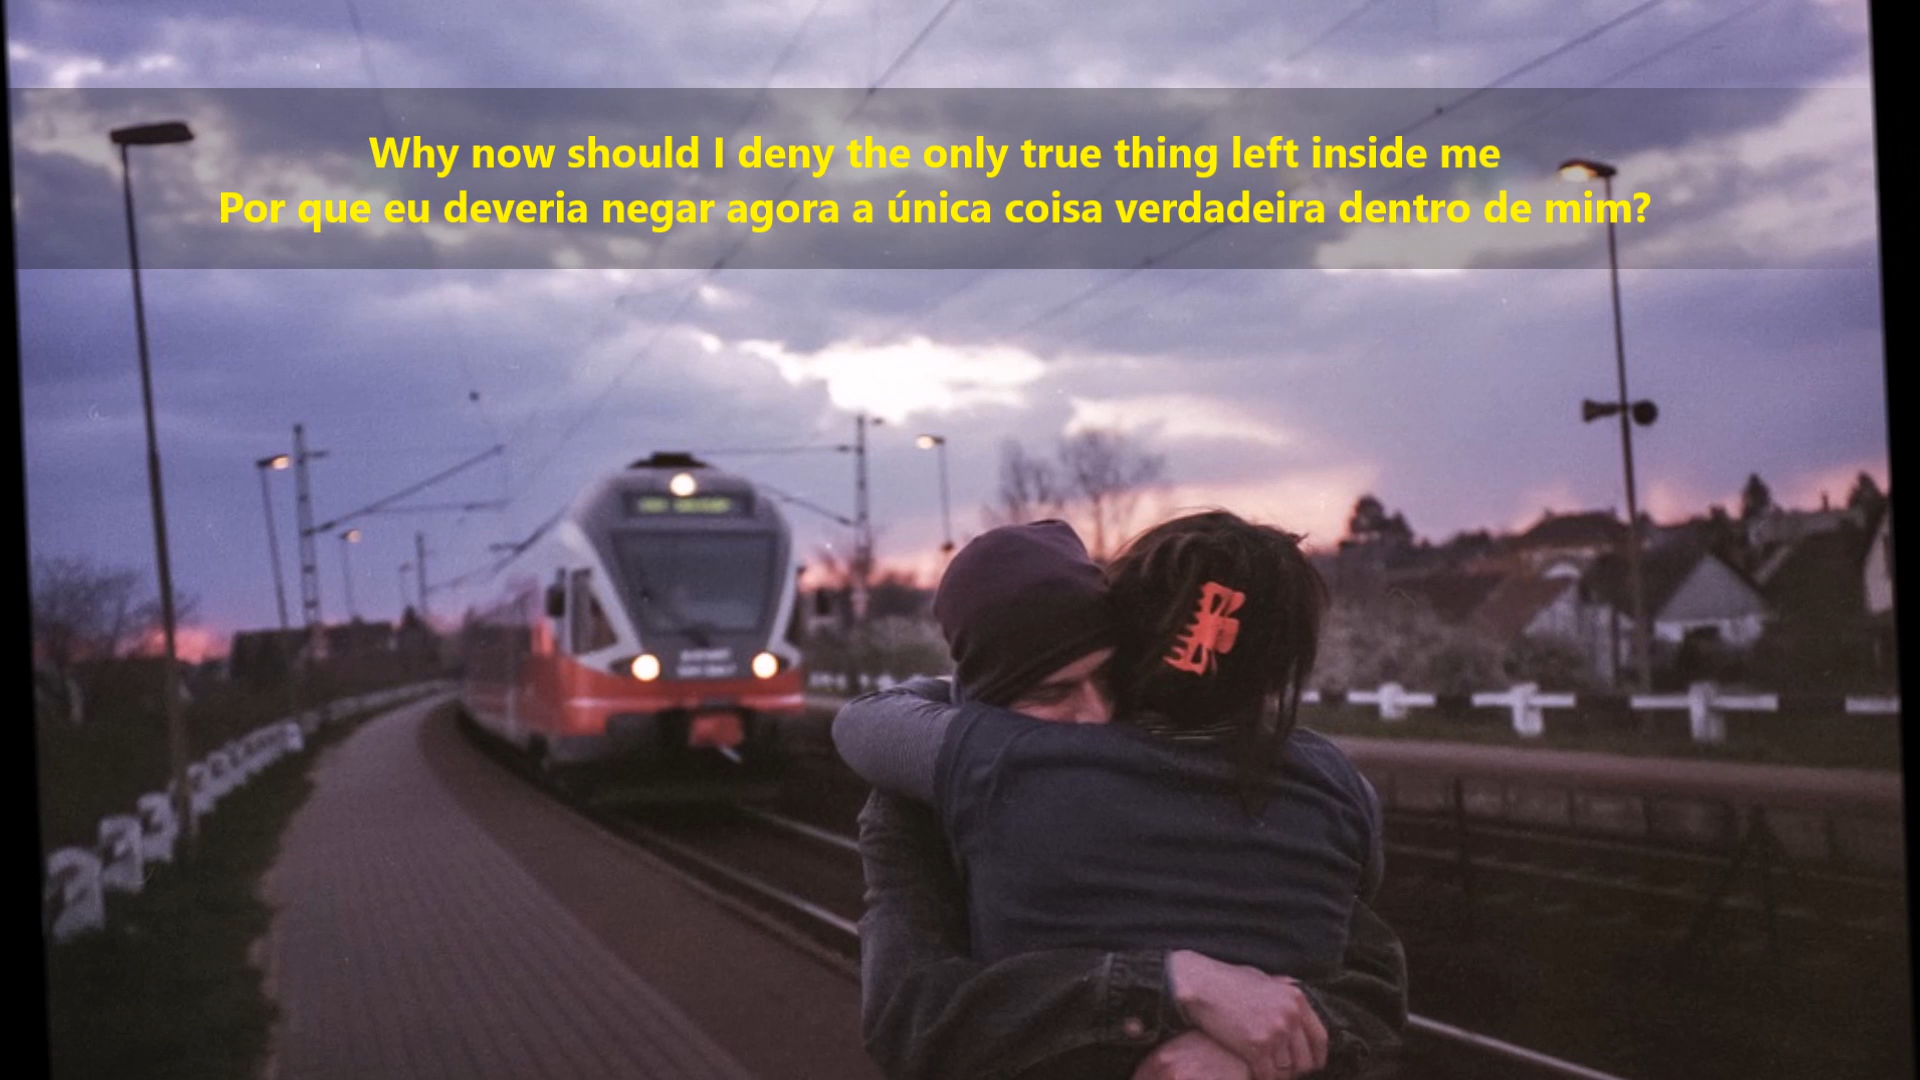 Why now should I deny the only true thing left inside me
Por que eu deveria negar agora a única coisa verdadeira dentro de mim?